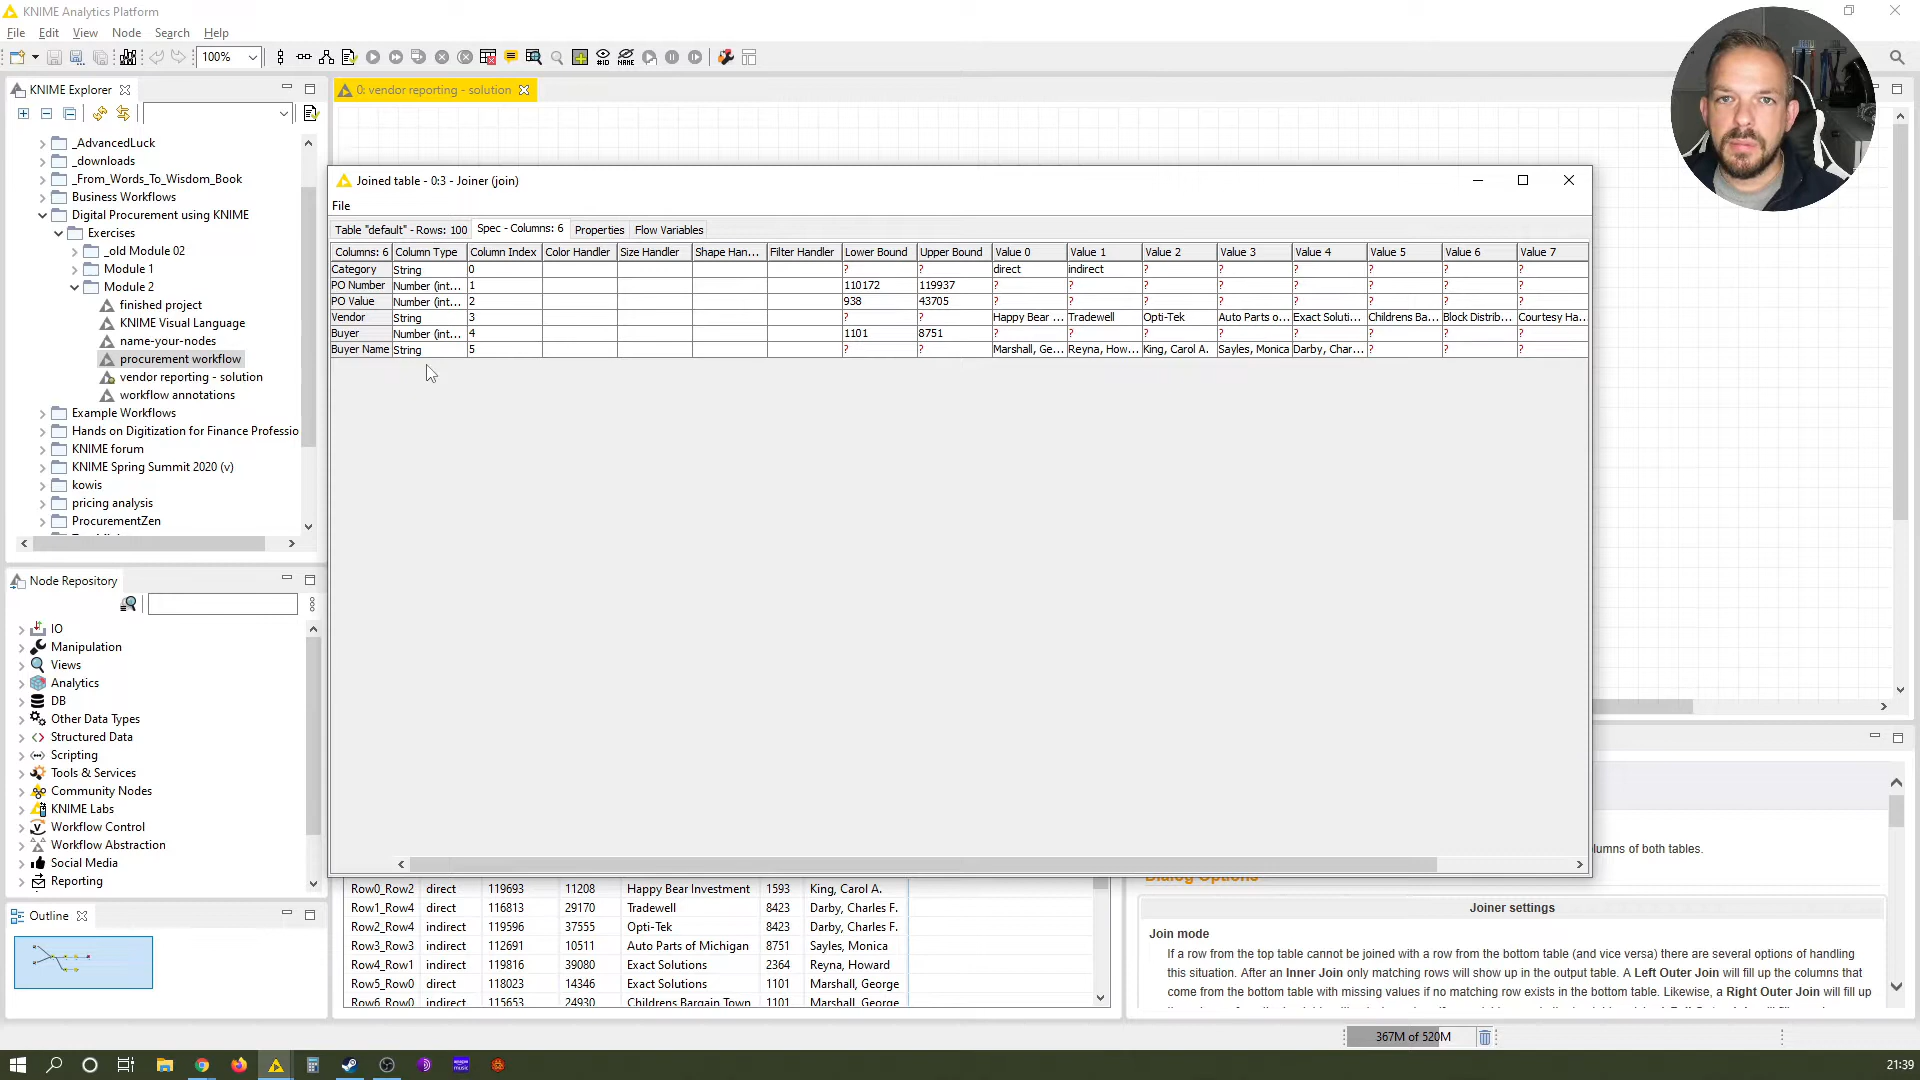 KNIME Analytics Platform
File Edit View Node Search Help
100%
KNIME Explorer
_AdvancedLuck
_downloads
_From_Words_To_Wisdom_Book
Business Workflows
Digital Procurement using KNIME
Exercises
_old Module 02
Module 1
Module 2
finished project
KNIME Visual Language
name-your-nodes
procurement workflow
vendor reporting - solution
workflow annotations
Example Workflows
Hands on Digitization for Finance Professio
KNIME forum
KNIME Spring Summit 2020 (v)
kowis
pricing analysis
ProcurementZen
Node Repository
IO
Manipulation
Views
Analytics
DB
Other Data Types
Structured Data
Scripting
Tools & Services
Community Nodes
KNIME Labs
Workflow Control
Workflow Abstraction
Social Media
Reporting
Outline
0: vendor reporting - solution
Joined table - 0:3 - Joiner (join)
File
Table "default" - Rows: 100 Spec - Columns: 6 Properties Flow Variables
Columns: 6 Column Type Column Index Color Handler Size Handler Shape Han... Filter Handler Lower Bound Upper Bound Value 0 Value 1 Value 2 Value 3 Value 4 Value 5 Value 6 Value 7
Category String 0 ? ? direct indirect ? ? ? ? ? ?
PO Number Number (int... 1 110172 119937 ? ? ? ? ? ? ? ?
PO Value Number (int... 2 938 43705 ? ? ? ? ? ? ? ?
Vendor String 3 ? ? Happy Bear ... Tradewell Opti-Tek Auto Parts o... Exact Soluti... Childrens Ba... Block Distrib... Courtesy Ha...
Buyer Number (int... 4 1101 8751 ? ? ? ? ? ? ? ?
Buyer Name String 5 ? ? Marshall, Ge... Reyna, How... King, Carol A. Sayles, Monica Darby, Char... ? ? ?
Row0_Row2 direct 119693 11208 Happy Bear Investment 1593 King, Carol A.
Row1_Row4 direct 116813 29170 Tradewell 8423 Darby, Charles F.
Row2_Row4 indirect 119596 37555 Opti-Tek 8423 Darby, Charles F.
Row3_Row3 indirect 112691 10511 Auto Parts of Michigan 8751 Sayles, Monica
Row4_Row1 indirect 119816 39080 Exact Solutions 2364 Reyna, Howard
Row5_Row0 direct 118023 14346 Exact Solutions 1101 Marshall, George
Row6_Row0 indirect 115653 24930 Childrens Bargain Town 1101 Marshall, George
lumns of both tables.
Dialog Options
Joiner settings
Join mode
If a row from the top table cannot be joined with a row from the bottom table (and vice versa) there are several options of handling
this situation. After an Inner Join only matching rows will show up in the output table. A Left Outer Join will fill up the columns that
come from the bottom table with missing values if no matching row exists in the bottom table. Likewise, a Right Outer Join will fill up
367M of 520M
21:39